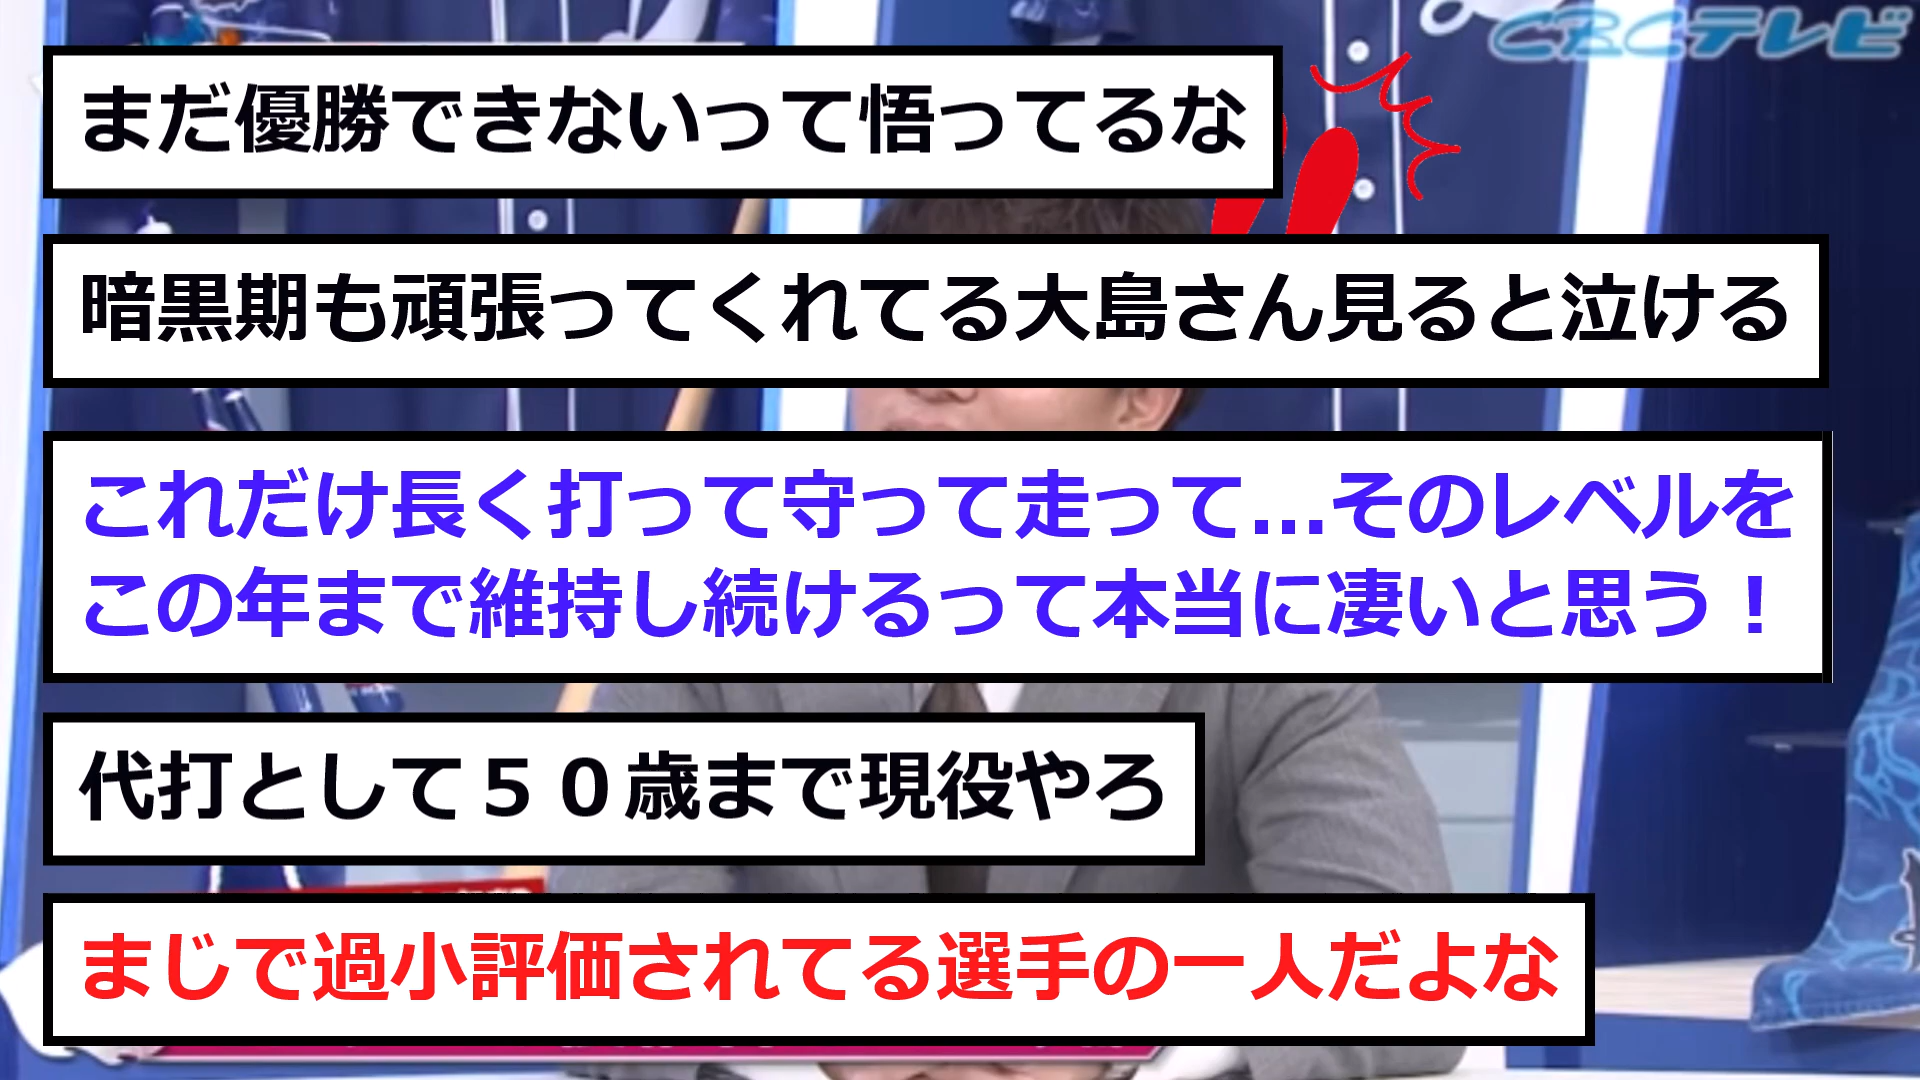 CBCテレビ
まだ優勝できないって悟ってるな
暗黒期も頑張ってくれてる大島さん見ると泣ける
これだけ長く打って守って走って…そのレベルを
この年まで維持し続けるって本当に凄いと思う！
代打として５０歳まで現役やろ
まじで過小評価されてる選手の一人だよな